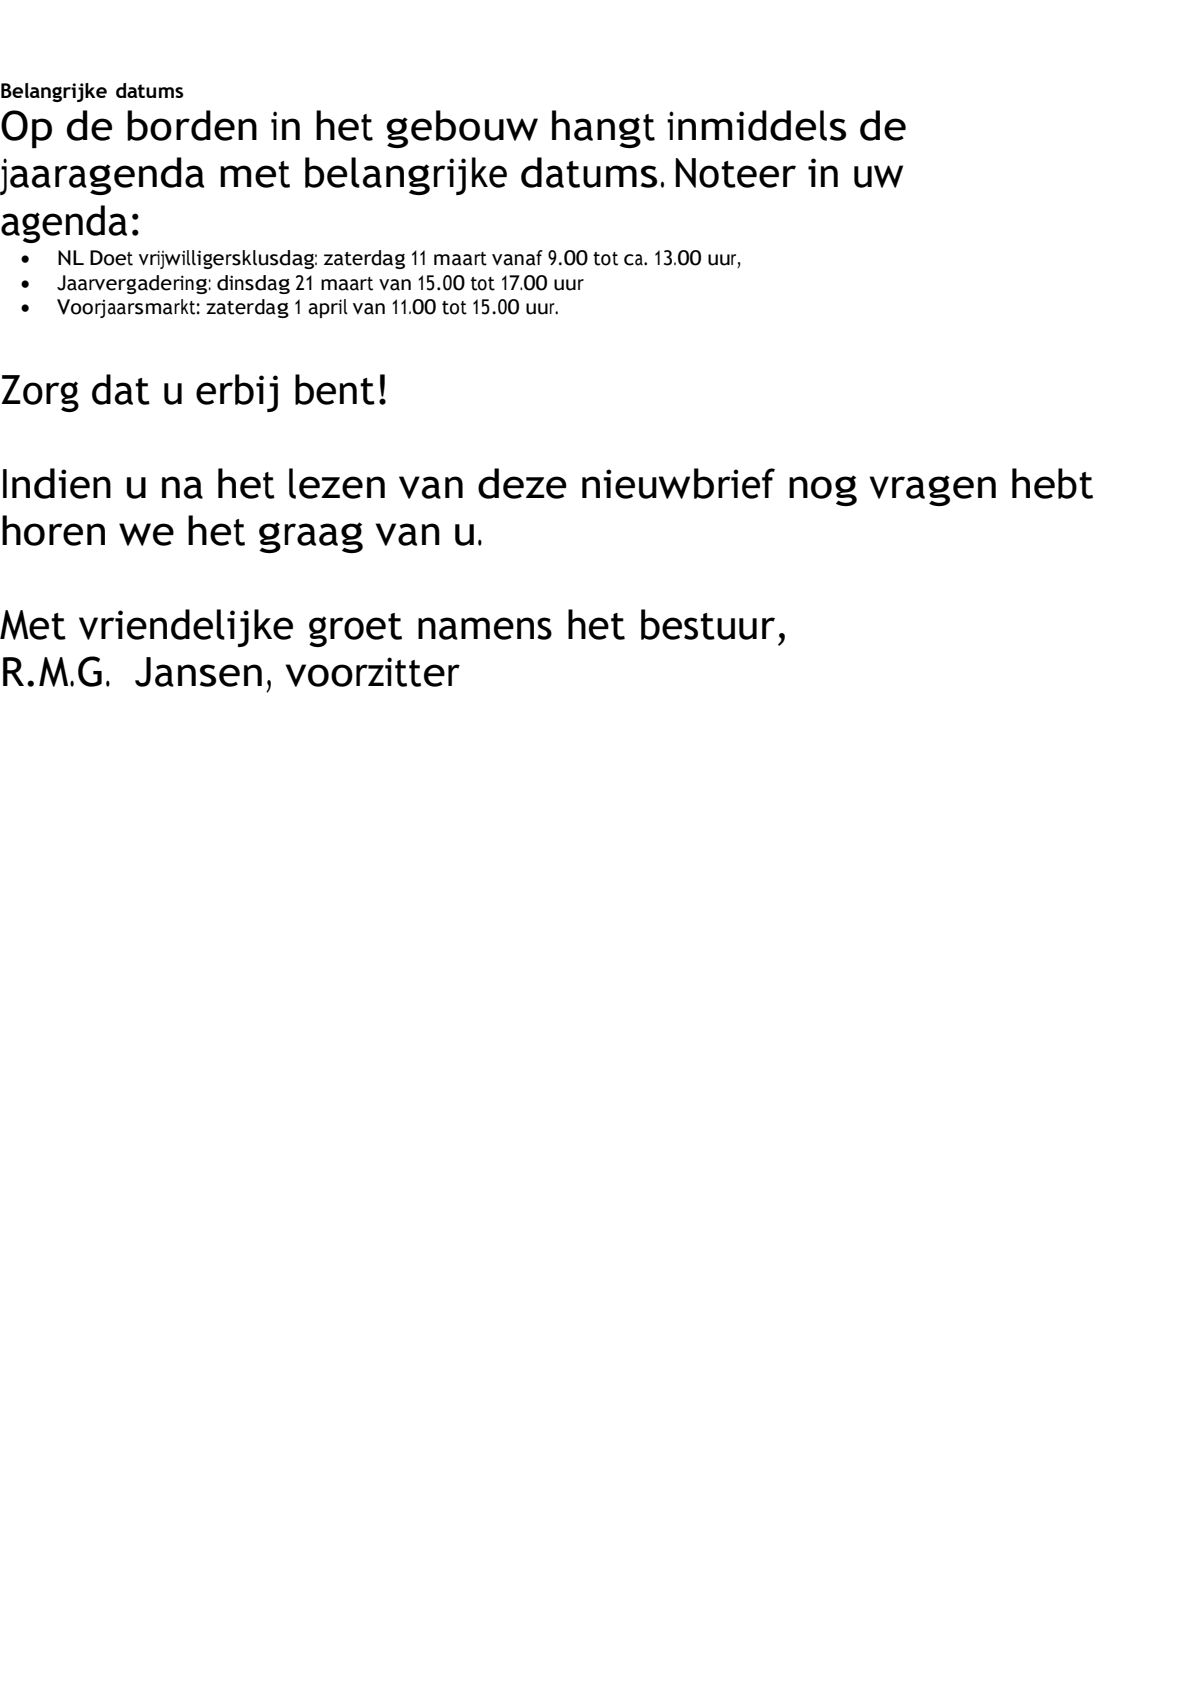 Belangrijke datums
Op de borden in het gebouw hangt inmiddels de
jaaragenda met belangrijke datums. Noteer in uw
agenda:
• NL Doet vrijwilligersklusdag: zaterdag 11 maart vanaf 9.00 tot ca. 13.00 uur,
• Jaarvergadering: dinsdag 21 maart van 15.00 tot 17.00 uur
• Voorjaarsmarkt: zaterdag 1 april van 11.00 tot 15.00 uur.
Zorg dat u erbij bent!
Indien u na het lezen van deze nieuwbrief nog vragen hebt
horen we het graag van u.
Met vriendelijke groet namens het bestuur,
R.M.G. Jansen, voorzitter